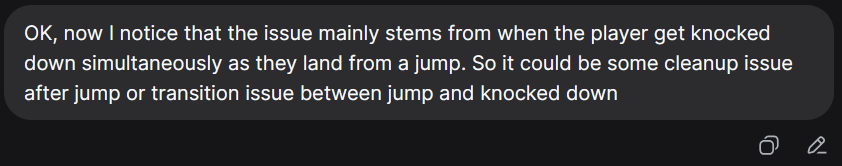 OK, now I notice that the issue mainly stems from when the player get knocked
down simultaneously as they land from a jump. So it could be some cleanup issue
after jump or transition issue between jump and knocked down